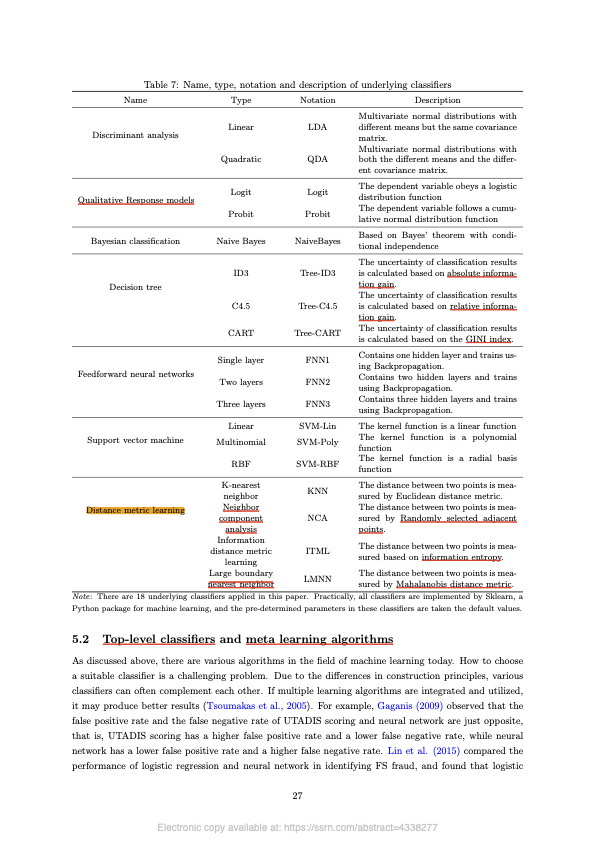 Table 7: Name, type, notation and description of underlying classifiers
Name Type Notation Description
Discriminant analysis
Linear LDA
Multivariate normal distributions with
different means but the same covariance
matrix.
Quadratic QDA
Multivariate normal distributions with
both the different means and the differ-
ent covariance matrix.
Qualitative Response models
Logit Logit
The dependent variable obeys a logistic
distribution function
Probit Probit
The dependent variable follows a cumu-
lative normal distribution function
Bayesian classification Naive Bayes NaiveBayes
Based on Bayes' theorem with condi-
tional independence
Decision tree
ID3 Tree-ID3
The uncertainty of classification results
is calculated based on absolute informa-
tion gain.
C4.5 Tree-C4.5
The uncertainty of classification results
is calculated based on relative informa-
tion gain.
CART Tree-CART
The uncertainty of classification results
is calculated based on the GINI index.
Feedforward neural networks
Single layer FNN1
Contains one hidden layer and trains us-
ing Backpropagation.
Two layers FNN2
Contains two hidden layers and trains
using Backpropagation.
Three layers FNN3
Contains three hidden layers and trains
using Backpropagation.
Support vector machine
Linear SVM-Lin The kernel function is a linear function
Multinomial SVM-Poly
The kernel function is a polynomial
function
RBF SVM-RBF
The kernel function is a radial basis
function
Distance metric learning
K-nearest
neighbor
KNN
The distance between two points is mea-
sured by Euclidean distance metric.
Neighbor
component
analysis
NCA
The distance between two points is mea-
sured by Randomly selected adjacent
points.
Information
distance metric
learning
ITML
The distance between two points is mea-
sured based on information entropy.
Large boundary
nearest neighbor
LMNN
The distance between two points is mea-
sured by Mahalanobis distance metric.
Note: There are 18 underlying classifiers applied in this paper. Practically, all classifiers are implemented by Sklearn, a
Python package for machine learning, and the pre-determined parameters in these classifiers are taken the default values.
5.2 Top-level classifiers and meta learning algorithms
As discussed above, there are various algorithms in the field of machine learning today. How to choose
a suitable classifier is a challenging problem. Due to the differences in construction principles, various
classifiers can often complement each other. If multiple learning algorithms are integrated and utilized,
it may produce better results (Tsoumakas et al., 2005). For example, Gaganis (2009) observed that the
false positive rate and the false negative rate of UTADIS scoring and neural network are just opposite,
that is, UTADIS scoring has a higher false positive rate and a lower false negative rate, while neural
network has a lower false positive rate and a higher false negative rate. Lin et al. (2015) compared the
performance of logistic regression and neural network in identifying FS fraud, and found that logistic
27
Electronic copy available at: https://ssrn.com/abstract=4338277